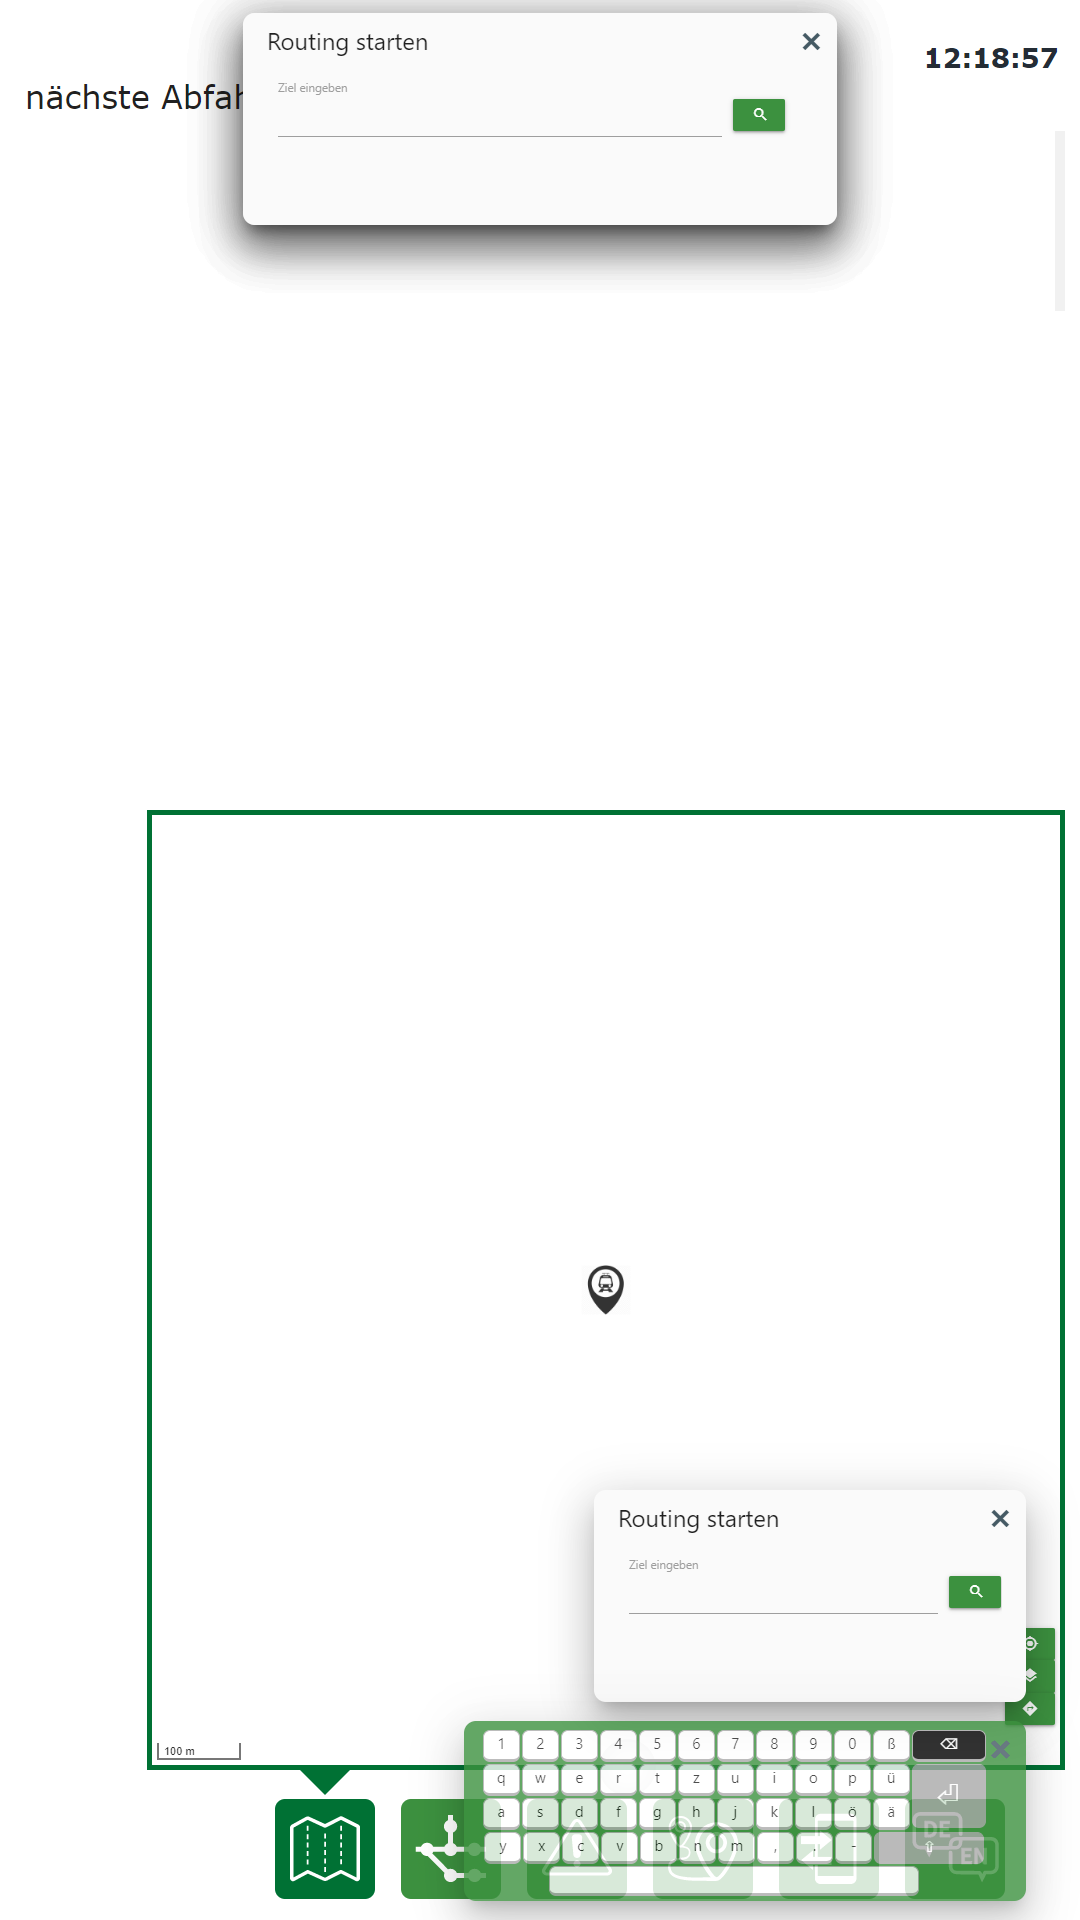 Routing starten
12:18:57
nächste Abfah
Ziel eingeben
Routing starten
Ziel eingeben
100 m
1 2 3 4 5 6 7 8 9 0 ß
q w e r t z u i o p ü
a s d f g h j k l ö ä
y x c v b n m , . -
DE
EN